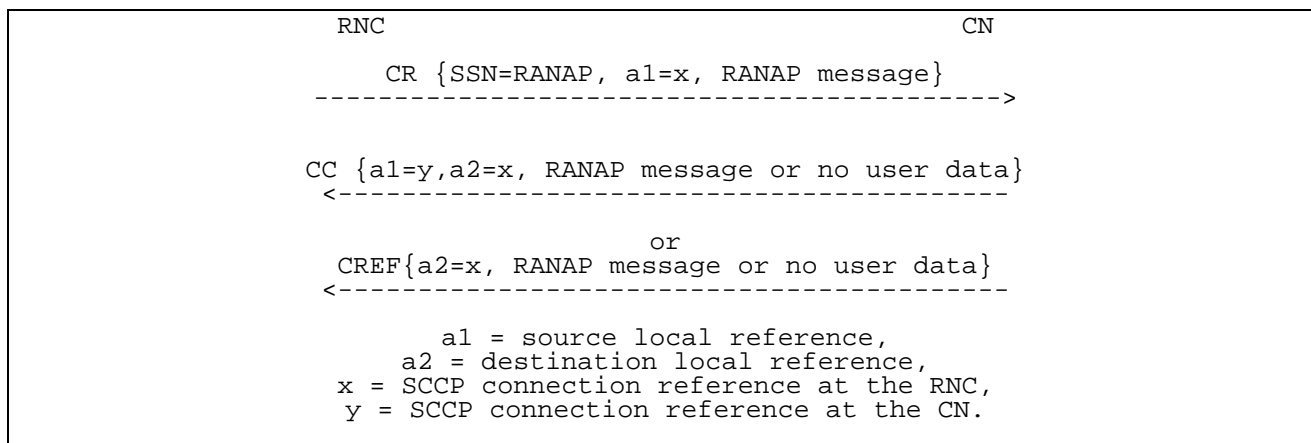 RNC CN
CR {SSN=RANAP, a1=x, RANAP message}
------------------------------------------->
CC {a1=y,a2=x, RANAP message or no user data}
<------------------------------------------
or
CREF{a2=x, RANAP message or no user data}
<------------------------------------------
a1 = source local reference,
a2 = destination local reference,
x = SCCP connection reference at the RNC,
y = SCCP connection reference at the CN.